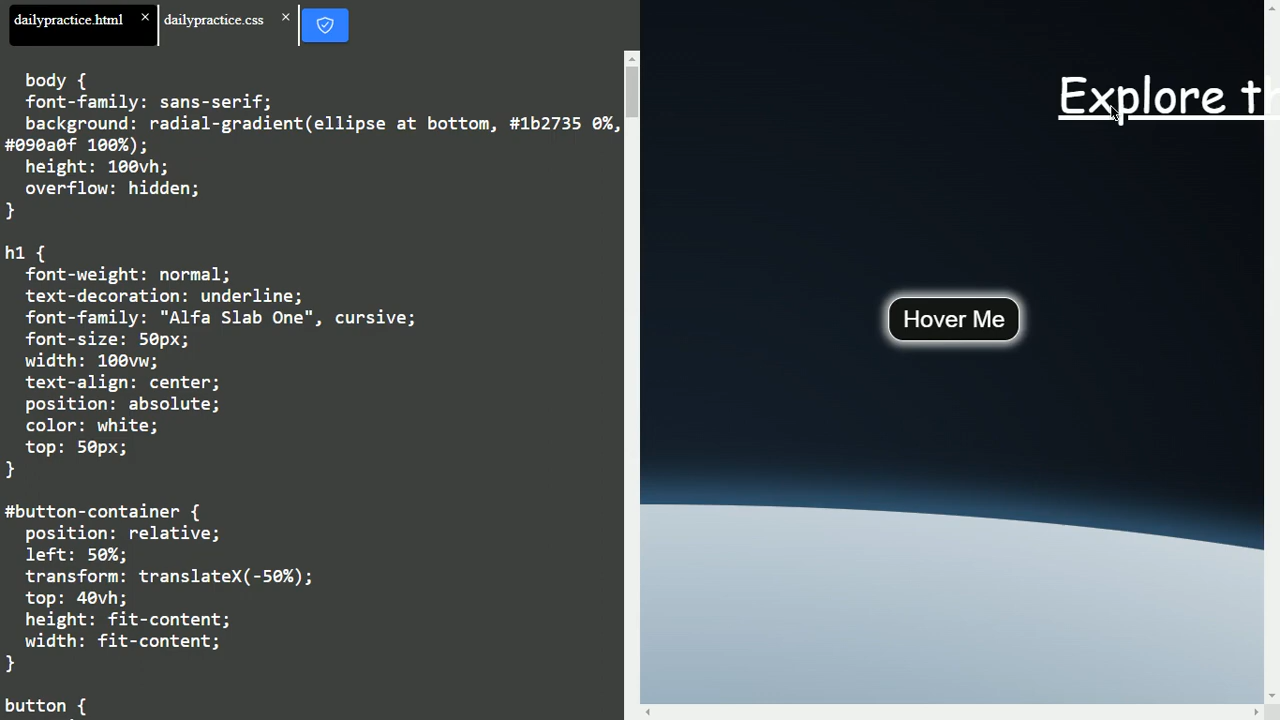 dailypractice.html ×
dailypractice.css ×
body {
font-family: sans-serif;
background: radial-gradient(ellipse at bottom, #1b2735 0%,
#090a0f 100%);
height: 100vh;
overflow: hidden;
}
h1 {
font-weight: normal;
text-decoration: underline;
font-family: "Alfa Slab One", cursive;
font-size: 50px;
width: 100vw;
text-align: center;
position: absolute;
color: white;
top: 50px;
}
#button-container {
position: relative;
left: 50%;
transform: translateX(-50%);
top: 40vh;
height: fit-content;
width: fit-content;
}
button {
Explore th
Hover Me